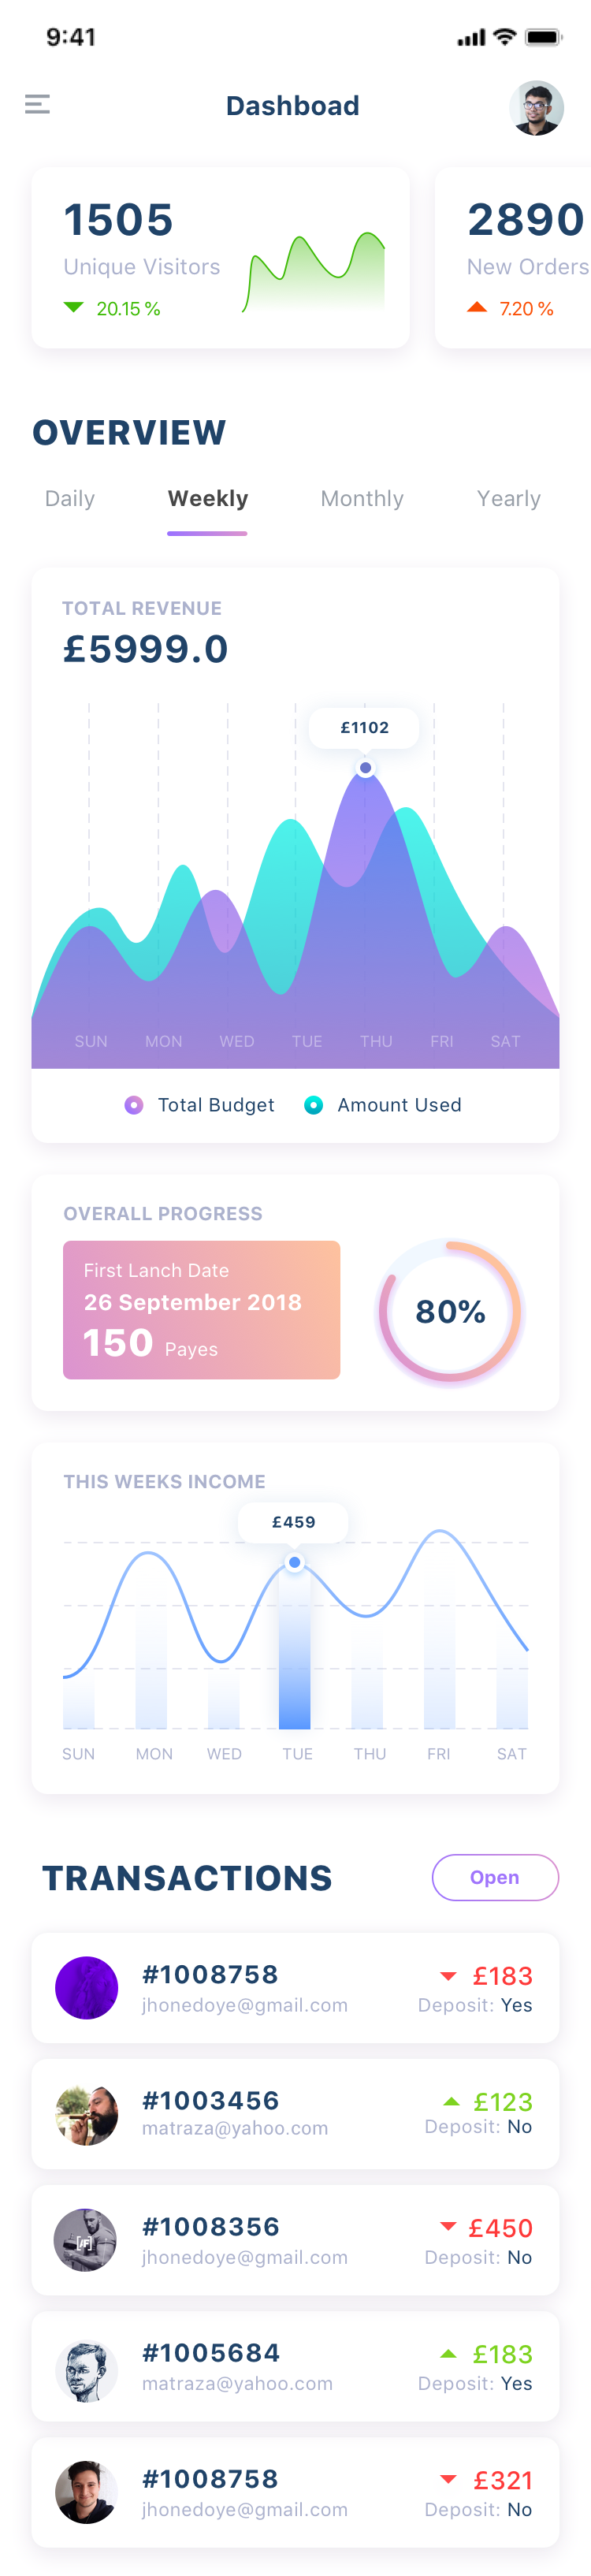 9:41
Dashboad
1505
Unique Visitors
20.15 %
2890
New Orders
7.20 %
OVERVIEW
Daily Weekly Monthly Yearly
TOTAL REVENUE
£5999.0
£1102
SUN MON WED TUE THU FRI SAT
Total Budget Amount Used
OVERALL PROGRESS
First Lanch Date
26 September 2018
150 Payes
80%
THIS WEEKS INCOME
£459
SUN MON WED TUE THU FRI SAT
TRANSACTIONS
Open
#1008758 £183
jhonedoye@gmail.com Deposit: Yes
#1003456 £123
matraza@yahoo.com Deposit: No
#1008356 £450
jhonedoye@gmail.com Deposit: No
#1005684 £183
matraza@yahoo.com Deposit: Yes
#1008758 £321
jhonedoye@gmail.com Deposit: No